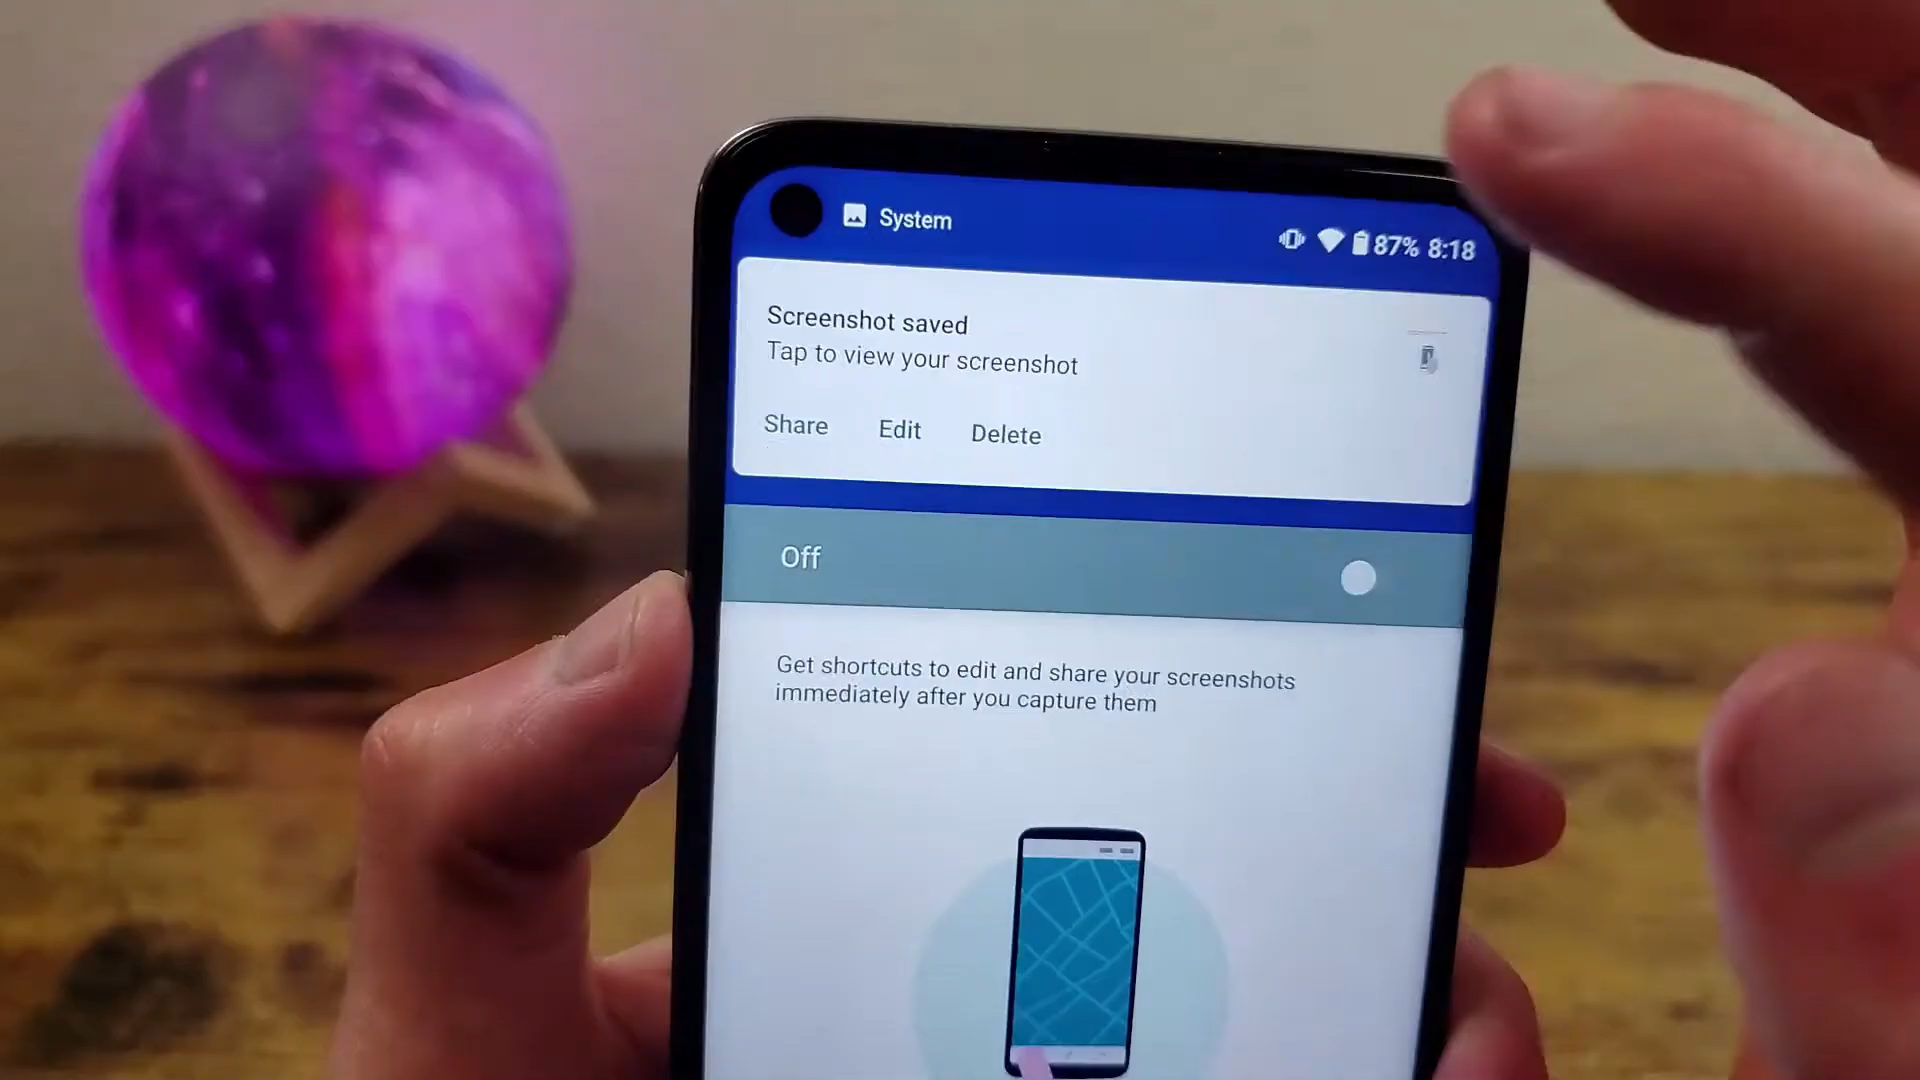 System
87% 8:18
Screenshot saved
Tap to view your screenshot
Share Edit Delete
Off
Get shortcuts to edit and share your screenshots
immediately after you capture them